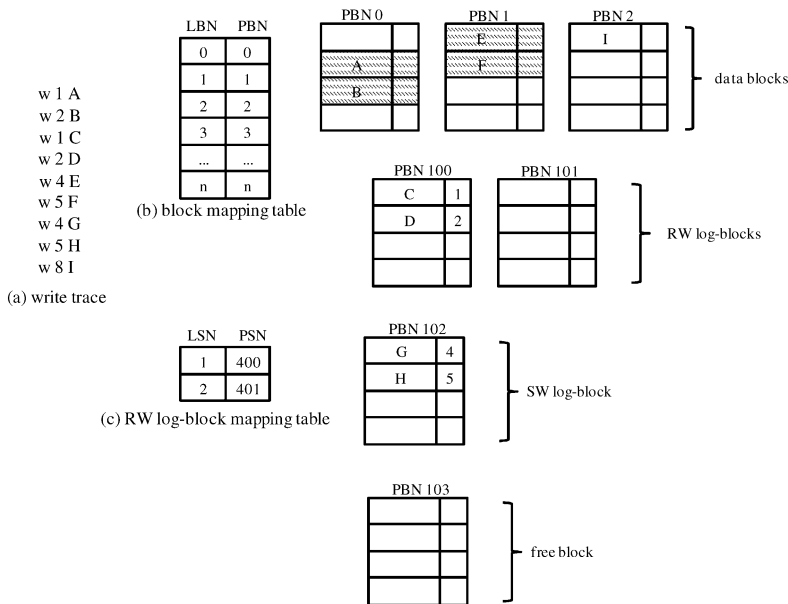 w 1 A
w 2 B
w 1 C
w 2 D
w 4 E
w 5 F
w 4 G
w 5 H
w 8 I
(a) write trace
LBN PBN
0 0
1 1
2 2
3 3
... ...
n n
(b) block mapping table
PBN 0
A
B
PBN 1
E
F
PBN 2
I
data blocks
PBN 100
C 1
D 2
PBN 101
RW log-blocks
LSN PSN
1 400
2 401
(c) RW log-block mapping table
PBN 102
G 4
H 5
SW log-block
PBN 103
free block